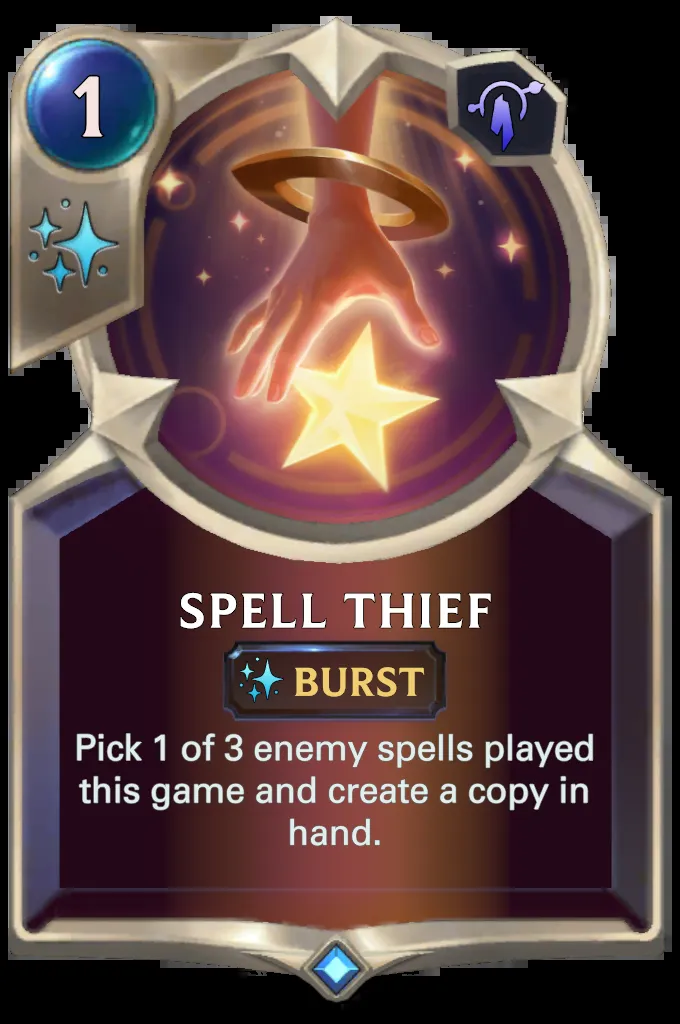 1
SPELL THIEF
BURST
Pick 1 of 3 enemy spells played
this game and create a copy in
hand.